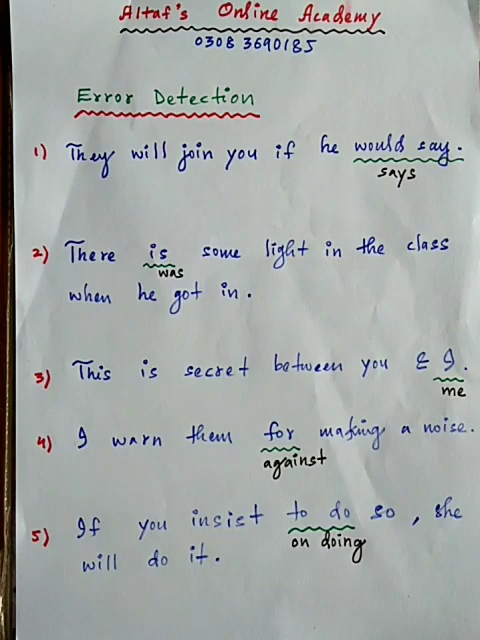 Altaf's Online Academy
0308 3690185
Error Detection
1) They will join you if he would say.
says
2) There is some light in the class
was
when he got in.
3) This is secret between you & I.
me
4) I warn them for making a noise.
against
5) If you insist to do so, she
on doing
will do it.